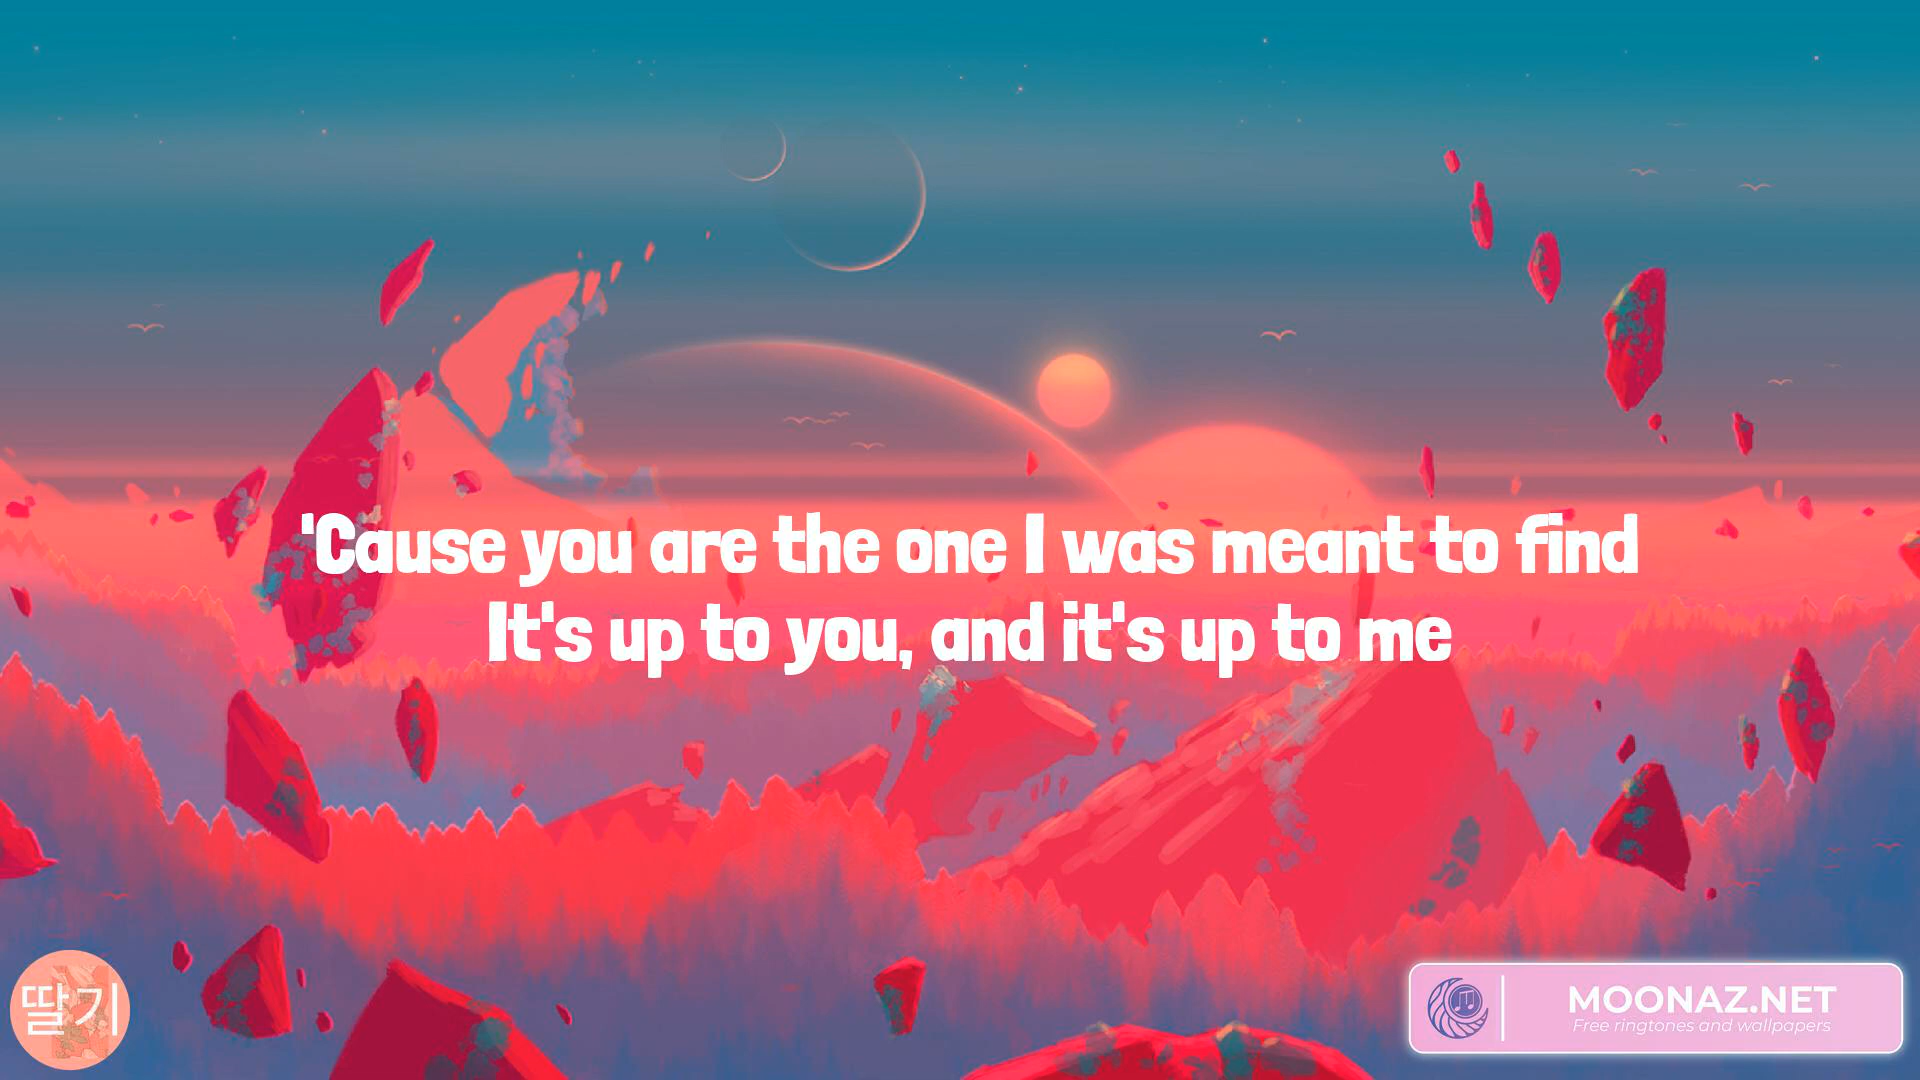 'Cause you are the one I was meant to find
It's up to you, and it's up to me
딸기
MOONAZ.NET
Free ringtones and wallpapers